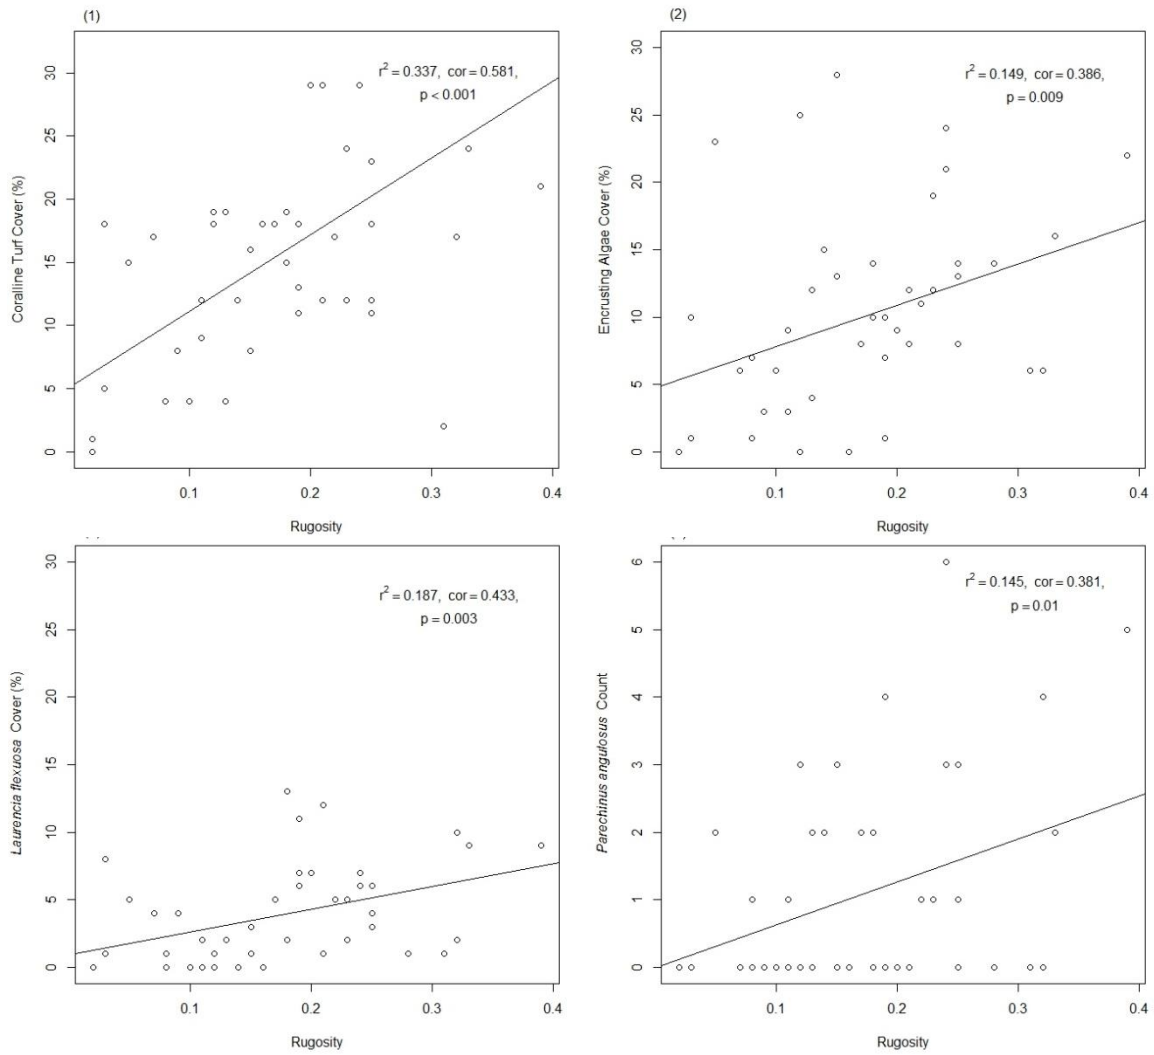 (1)
r² = 0.337, cor = 0.581,
p < 0.001
Coralline Turf Cover (%)
30
25
20
15
10
5
0
0.1 0.2 0.3 0.4
Rugosity
(2)
r² = 0.149, cor = 0.386,
p = 0.009
Encrusting Algae Cover (%)
30
25
20
15
10
5
0
0.1 0.2 0.3 0.4
Rugosity
r² = 0.187, cor = 0.433,
p = 0.003
Laurencia flexuosa Cover (%)
30
25
20
15
10
5
0
0.1 0.2 0.3 0.4
Rugosity
r² = 0.145, cor = 0.381,
p = 0.01
Parechinus angulosus Count
6
5
4
3
2
1
0
0.1 0.2 0.3 0.4
Rugosity